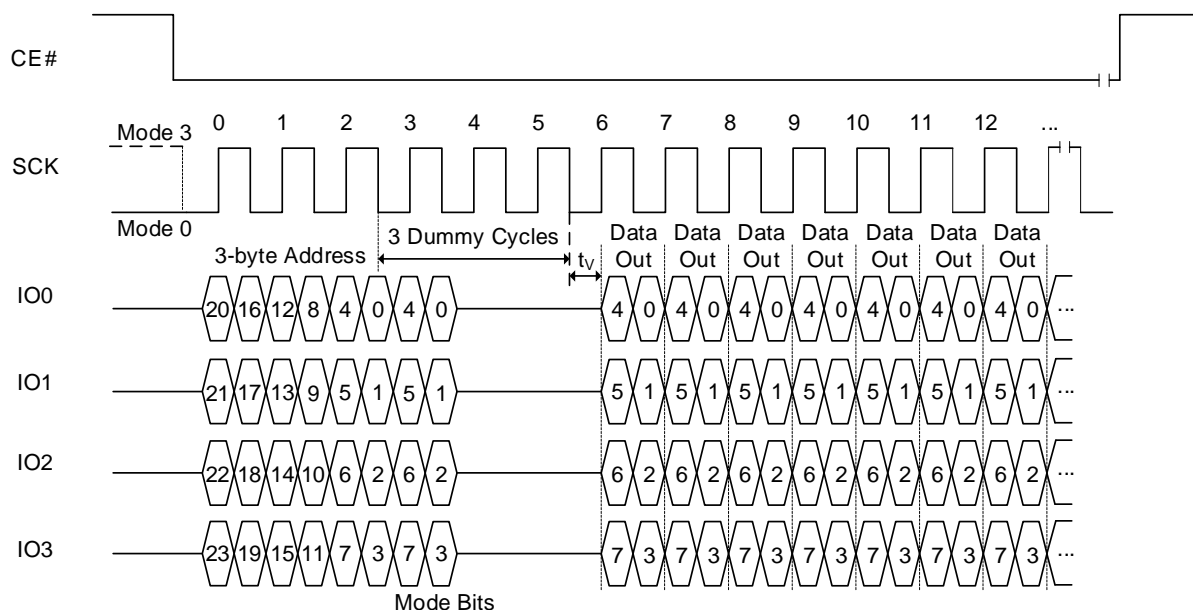 CE#
0 1 2 3 4 5 6 7 8 9 10 11 12 ...
Mode 3
SCK
Mode 0
3-byte Address
3 Dummy Cycles
tV
Data Out Data Out Data Out Data Out Data Out Data Out Data Out
IO0 20 16 12 8 4 0 4 0 4 0 4 0 4 0 4 0 4 0 4 0 4 0 ...
IO1 21 17 13 9 5 1 5 1 5 1 5 1 5 1 5 1 5 1 5 1 5 1 ...
IO2 22 18 14 10 6 2 6 2 6 2 6 2 6 2 6 2 6 2 6 2 6 2 ...
IO3 23 19 15 11 7 3 7 3 7 3 7 3 7 3 7 3 7 3 7 3 7 3 ...
Mode Bits